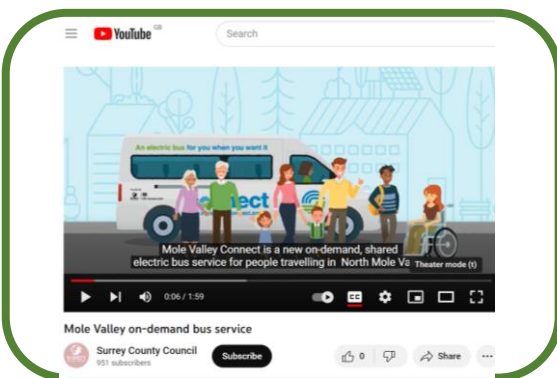 YouTube GB
Search
An electric bus for you when you want it
nnect
Mole Valley Connect is a new on-demand, shared
electric bus service for people travelling in North Mole Va
Theater mode (t)
0:06 / 1:59
CC
Mole Valley on-demand bus service
Surrey County Council
951 subscribers
Subscribe
0
Share